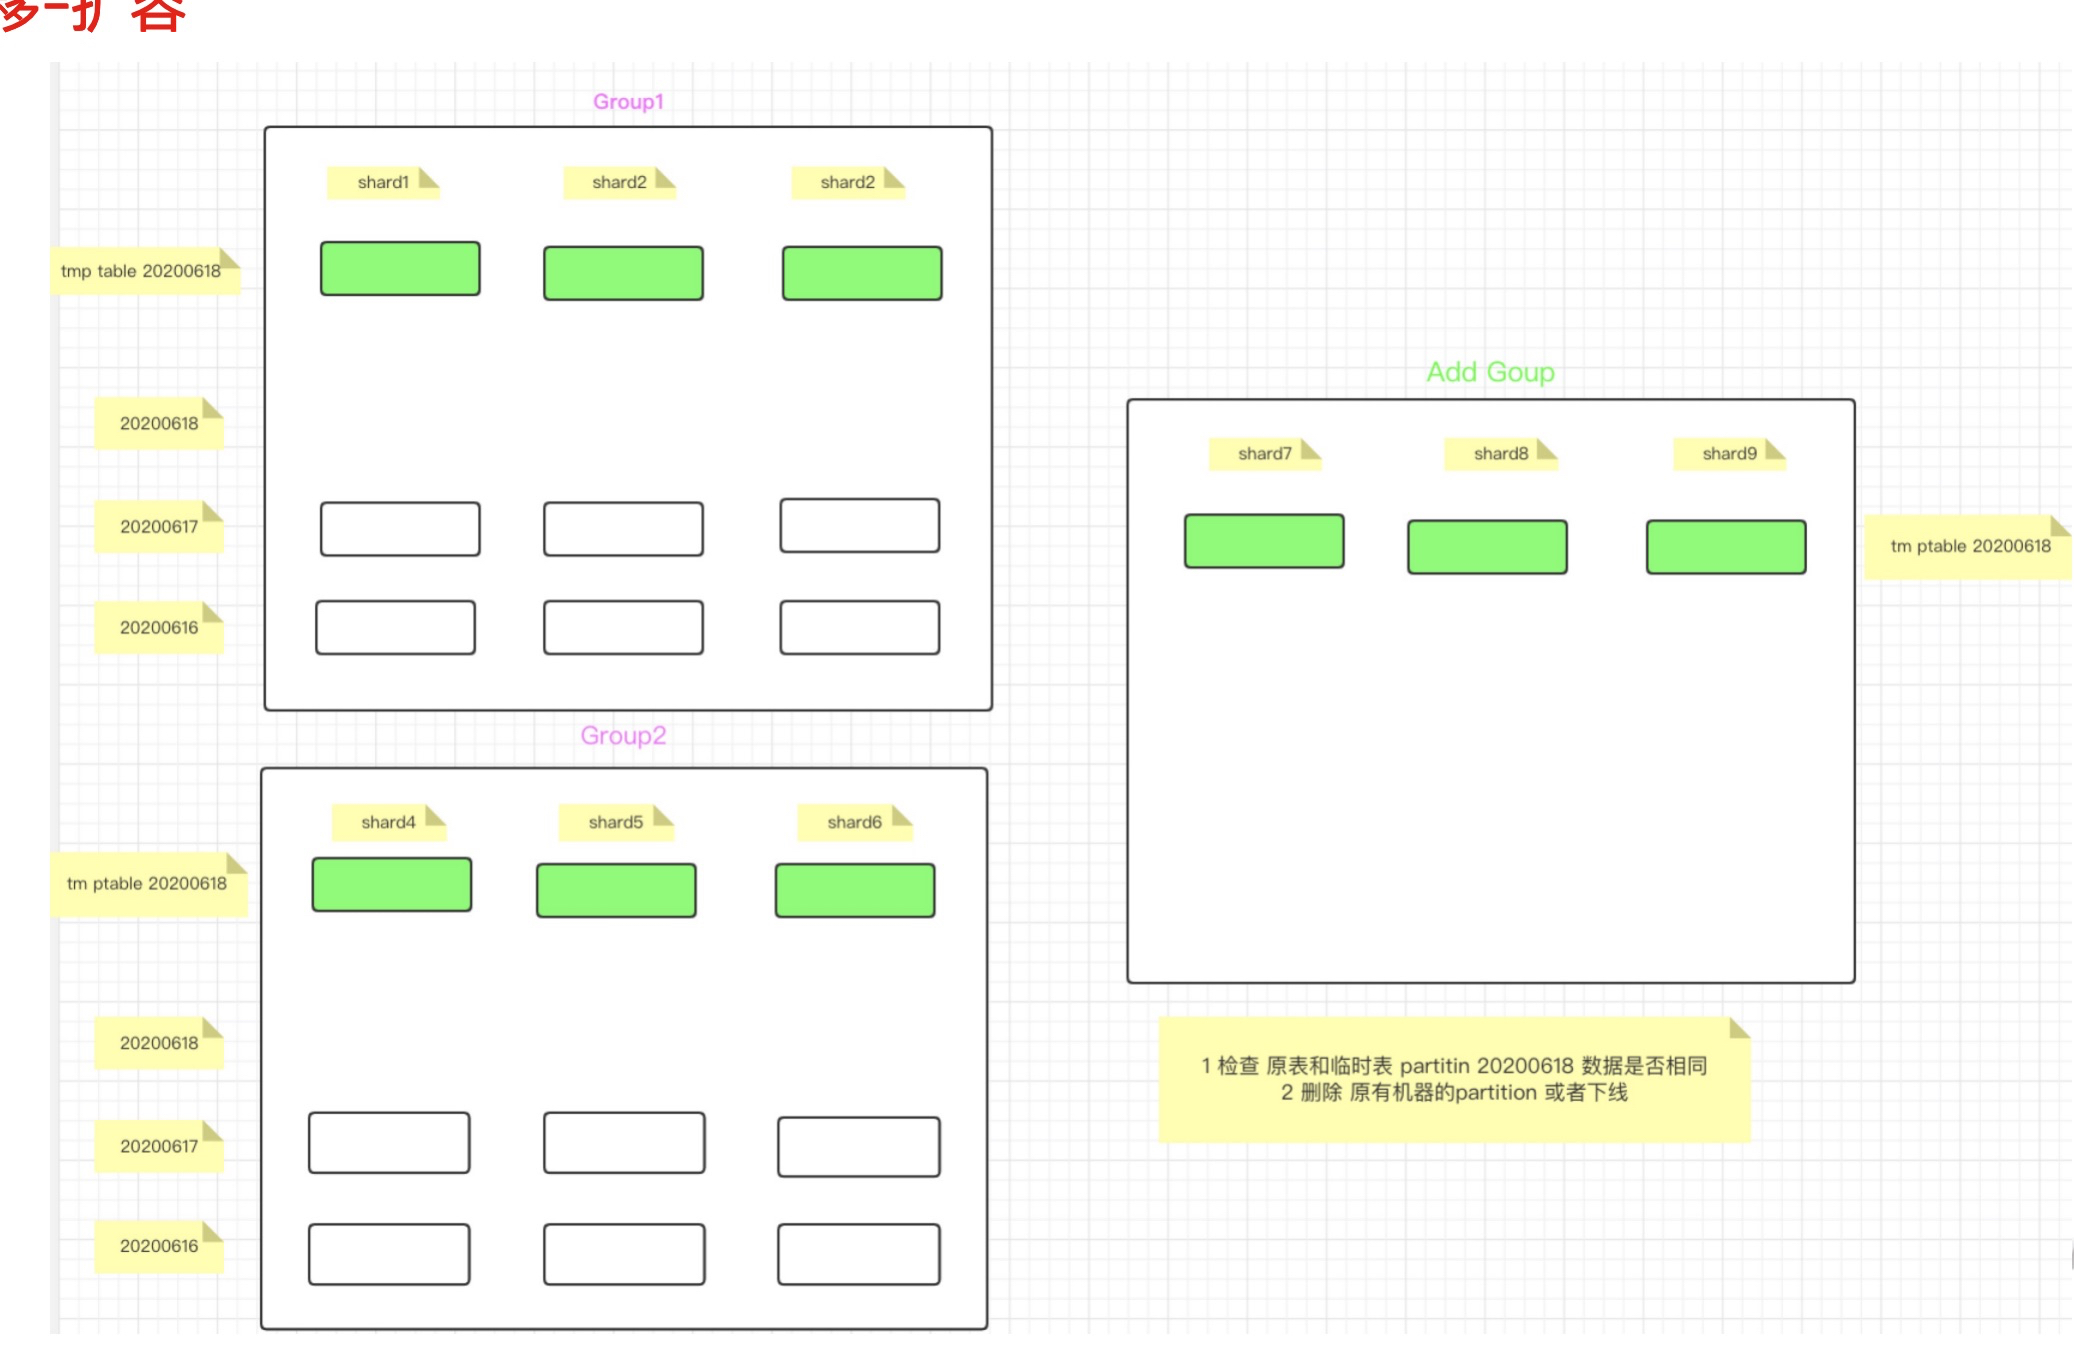 扩容
Group1
shard1
shard2
shard2
tmp table 20200618
20200618
20200617
20200616
Group2
shard4
shard5
shard6
tm ptable 20200618
20200618
20200617
20200616
Add Goup
shard7
shard8
shard9
tm ptable 20200618
1 检查 原表和临时表 partitin 20200618 数据是否相同
2 删除 原有机器的partition 或者下线